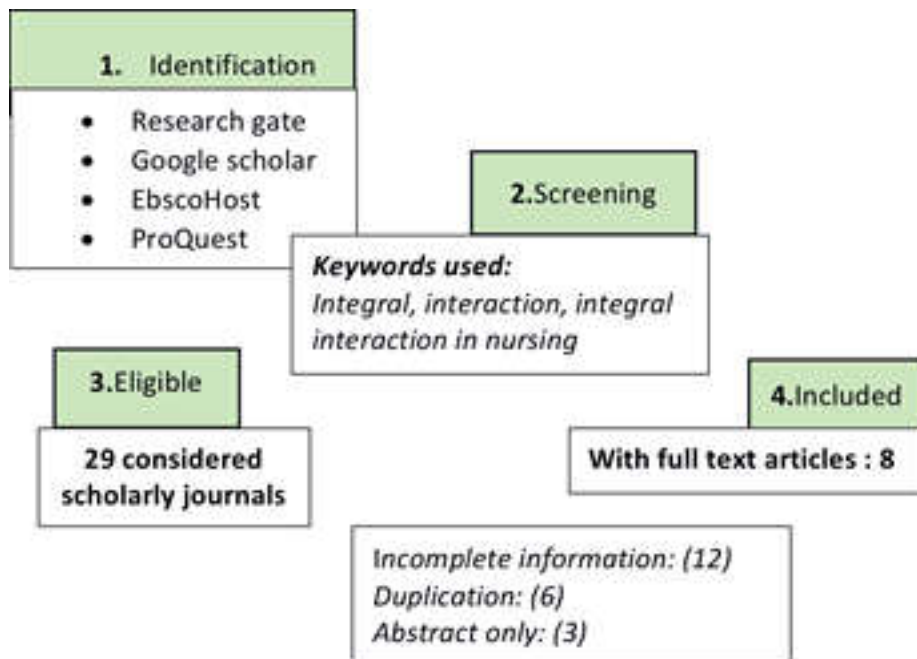 1. Identification
• Research gate
• Google scholar
• EbscoHost
• ProQuest
2.Screening
Keywords used:
Integral, interaction, integral
interaction in nursing
3.Eligible
29 considered
scholarly journals
4.Included
With full text articles : 8
Incomplete information: (12)
Duplication: (6)
Abstract only: (3)